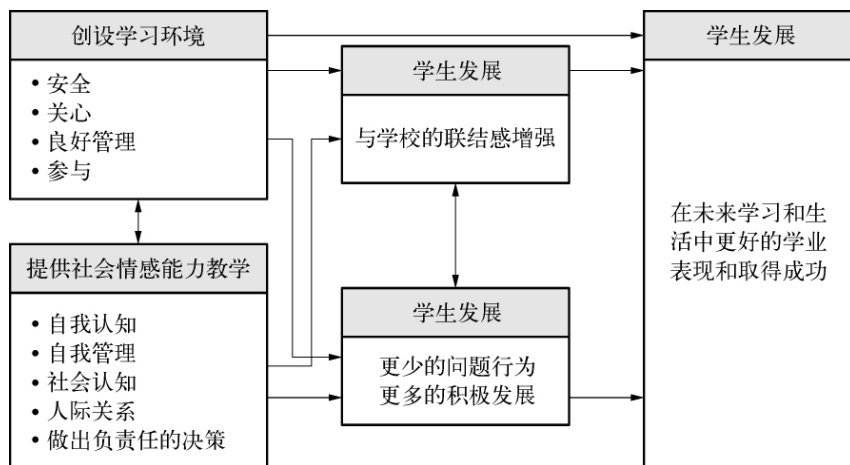 创设学习环境
• 安全
• 关心
• 良好管理
• 参与
提供社会情感能力教学
• 自我认知
• 自我管理
• 社会认知
• 人际关系
• 做出负责任的决策
学生发展
与学校的联结感增强
学生发展
更少的问题行为
更多的积极发展
学生发展
在未来学习和生
活中更好的学业
表现和取得成功